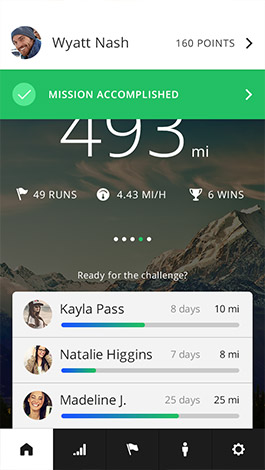 Wyatt Nash 160 POINTS
MISSION ACCOMPLISHED
493 mi
49 RUNS 4.43 MI/H 6 WINS
Ready for the challenge?
Kayla Pass 8 days 10 mi
Natalie Higgins 7 days 8 mi
Madeline J. 25 days 25 mi